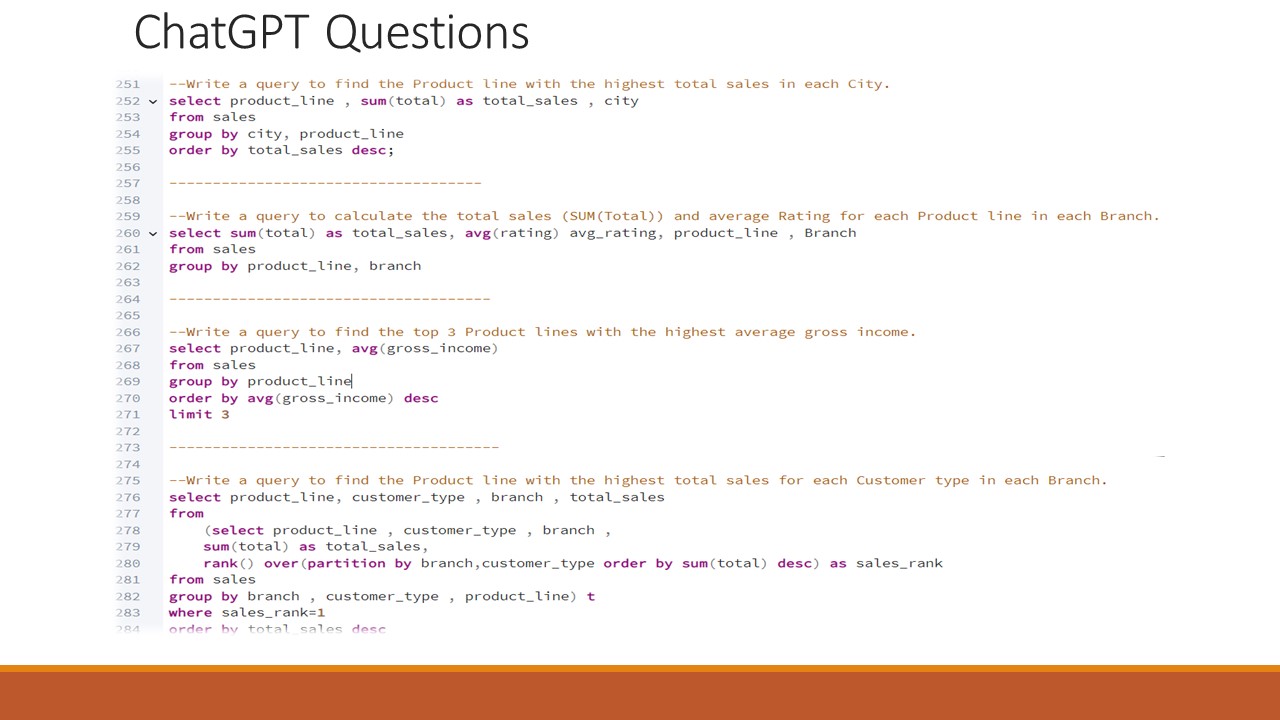 ChatGPT Questions
251 --Write a query to find the Product line with the highest total sales in each City.
252 select product_line , sum(total) as total_sales , city
253 from sales
254 group by city, product_line
255 order by total_sales desc;
256
257 ------------------------------------
258
259 --Write a query to calculate the total sales (SUM(Total)) and average Rating for each Product line in each Branch.
260 select sum(total) as total_sales, avg(rating) avg_rating, product_line , Branch
261 from sales
262 group by product_line, branch
263
264 -------------------------------------
265
266 --Write a query to find the top 3 Product lines with the highest average gross income.
267 select product_line, avg(gross_income)
268 from sales
269 group by product_line
270 order by avg(gross_income) desc
271 limit 3
272
273 --------------------------------------
274
275 --Write a query to find the Product line with the highest total sales for each Customer type in each Branch.
276 select product_line, customer_type , branch , total_sales
277 from
278 (select product_line , customer_type , branch ,
279 sum(total) as total_sales,
280 rank() over(partition by branch,customer_type order by sum(total) desc) as sales_rank
281 from sales
282 group by branch , customer_type , product_line) t
283 where sales_rank=1
284 order by total_sales desc